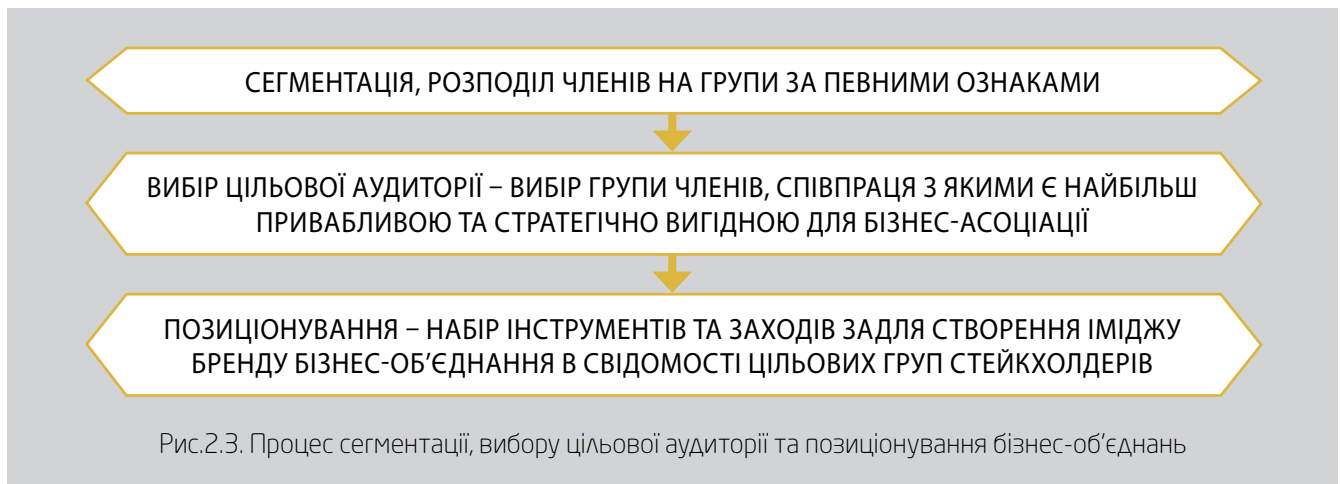 СЕГМЕНТАЦІЯ, РОЗПОДІЛ ЧЛЕНІВ НА ГРУПИ ЗА ПЕВНИМИ ОЗНАКАМИ
ВИБІР ЦІЛЬОВОЇ АУДИТОРІЇ – ВИБІР ГРУПИ ЧЛЕНІВ, СПІВПРАЦЯ З ЯКИМИ Є НАЙБІЛЬШ
ПРИВАБЛИВОЮ ТА СТРАТЕГІЧНО ВИГІДНОЮ ДЛЯ БІЗНЕС-АСОЦІАЦІЇ
ПОЗИЦІОНУВАННЯ – НАБІР ІНСТРУМЕНТІВ ТА ЗАХОДІВ ЗАДЛЯ СТВОРЕННЯ ІМІДЖУ
БРЕНДУ БІЗНЕС-ОБ’ЄДНАННЯ В СВІДОМОСТІ ЦІЛЬОВИХ ГРУП СТЕЙКХОЛДЕРІВ
Рис.2.3. Процес сегментації, вибору цільової аудиторії та позиціонування бізнес-об’єднань